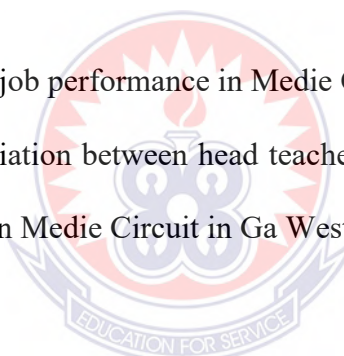 job performance in Medie
iation between head teache
n Medie Circuit in Ga West
EDUCATION FOR SERVICE